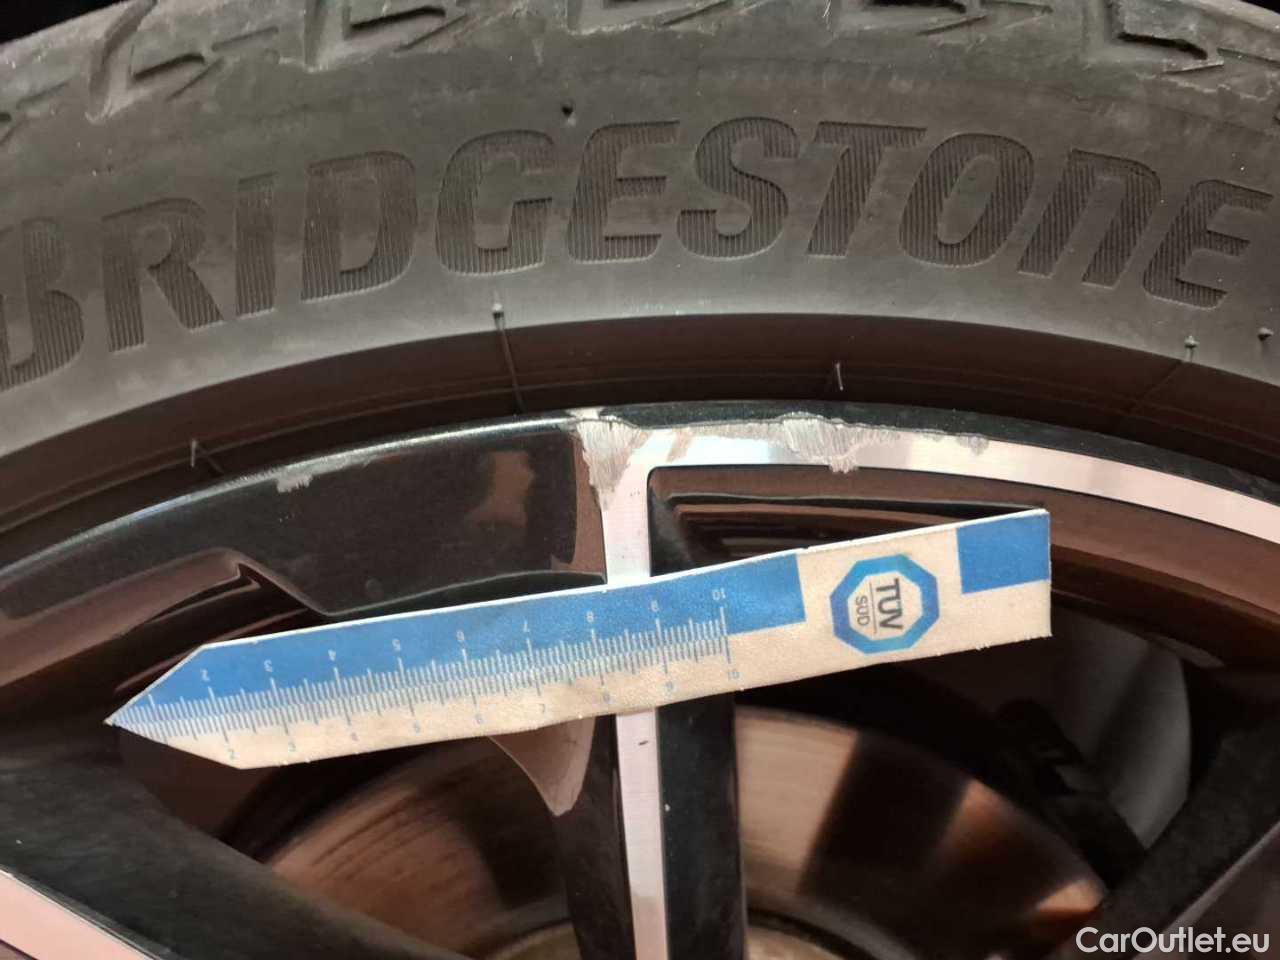 BRIDGESTONE
2 3 4 5 6 7 8 9 10
TÜV
SÜD
2 3 4 5 6 7 8 9 10
CarOutlet.eu